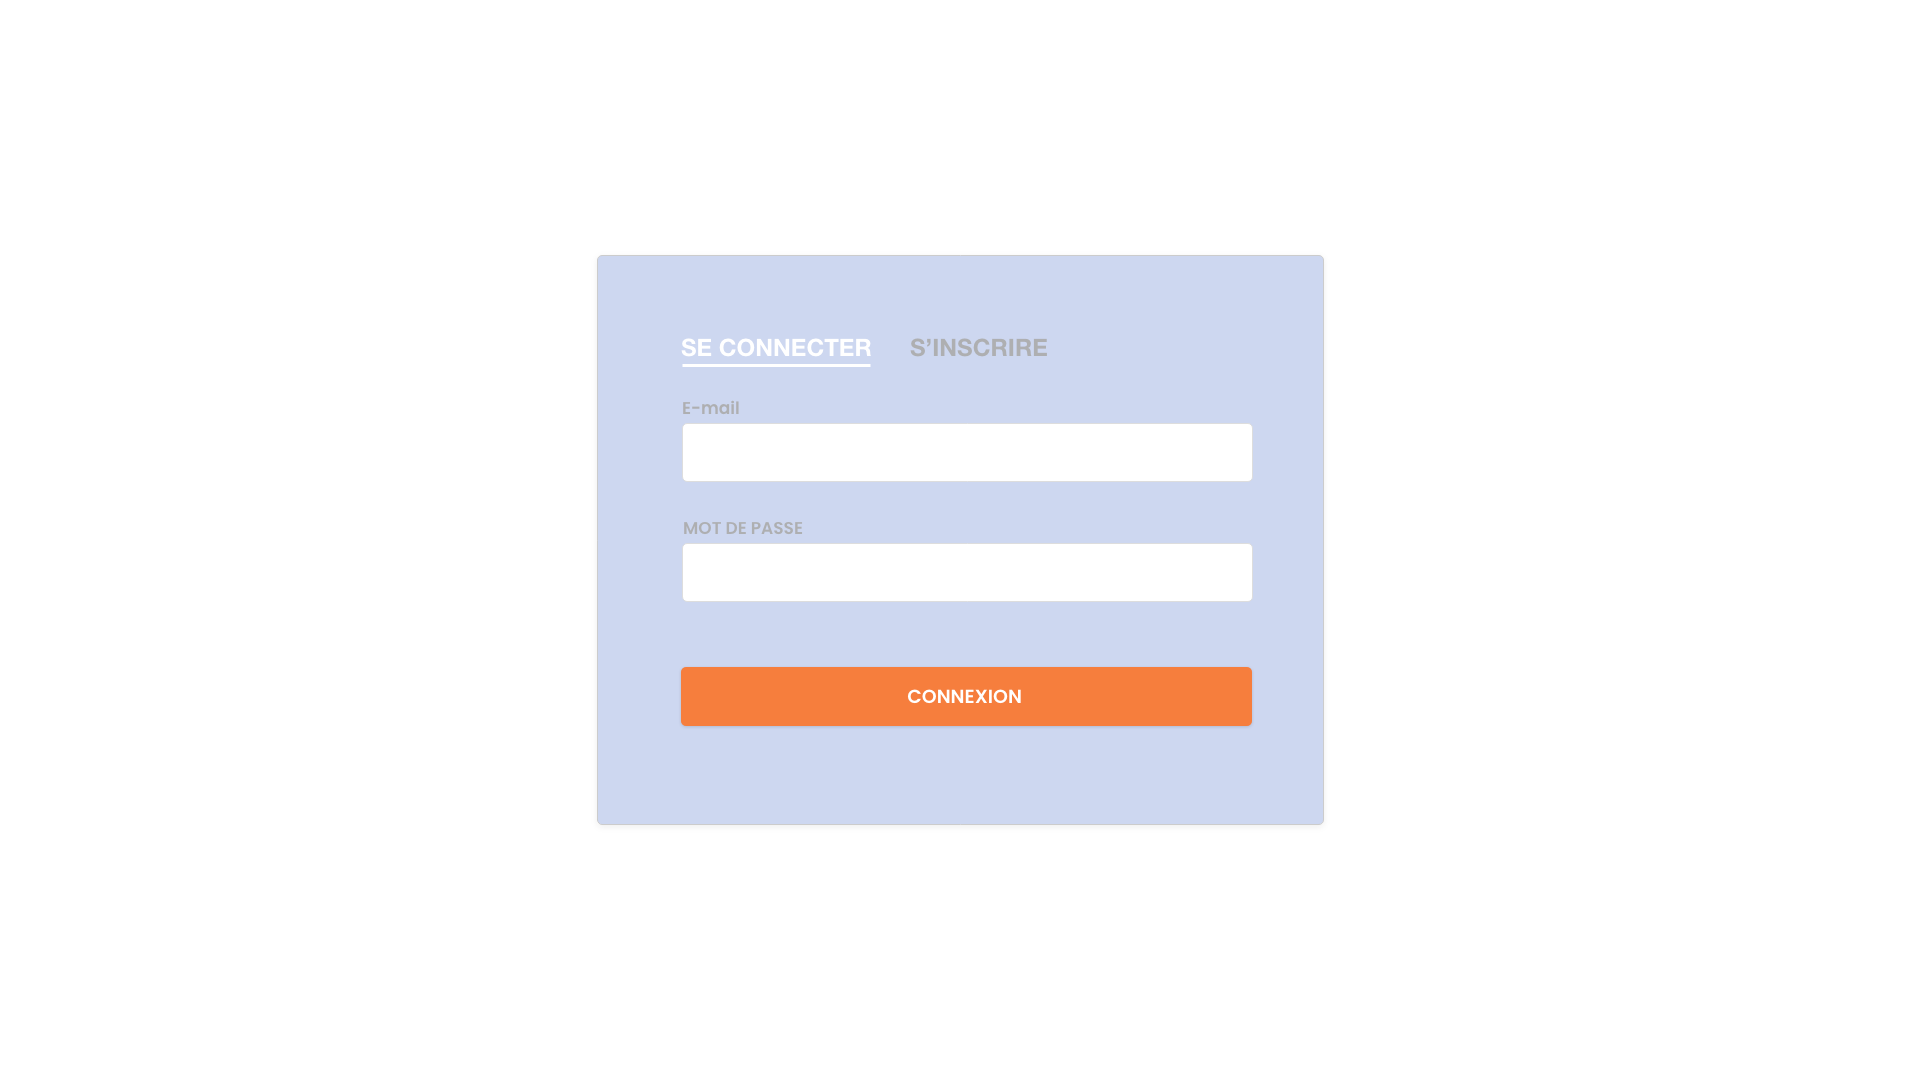 SE CONNECTER S’INSCRIRE
E-mail
MOT DE PASSE
CONNEXION